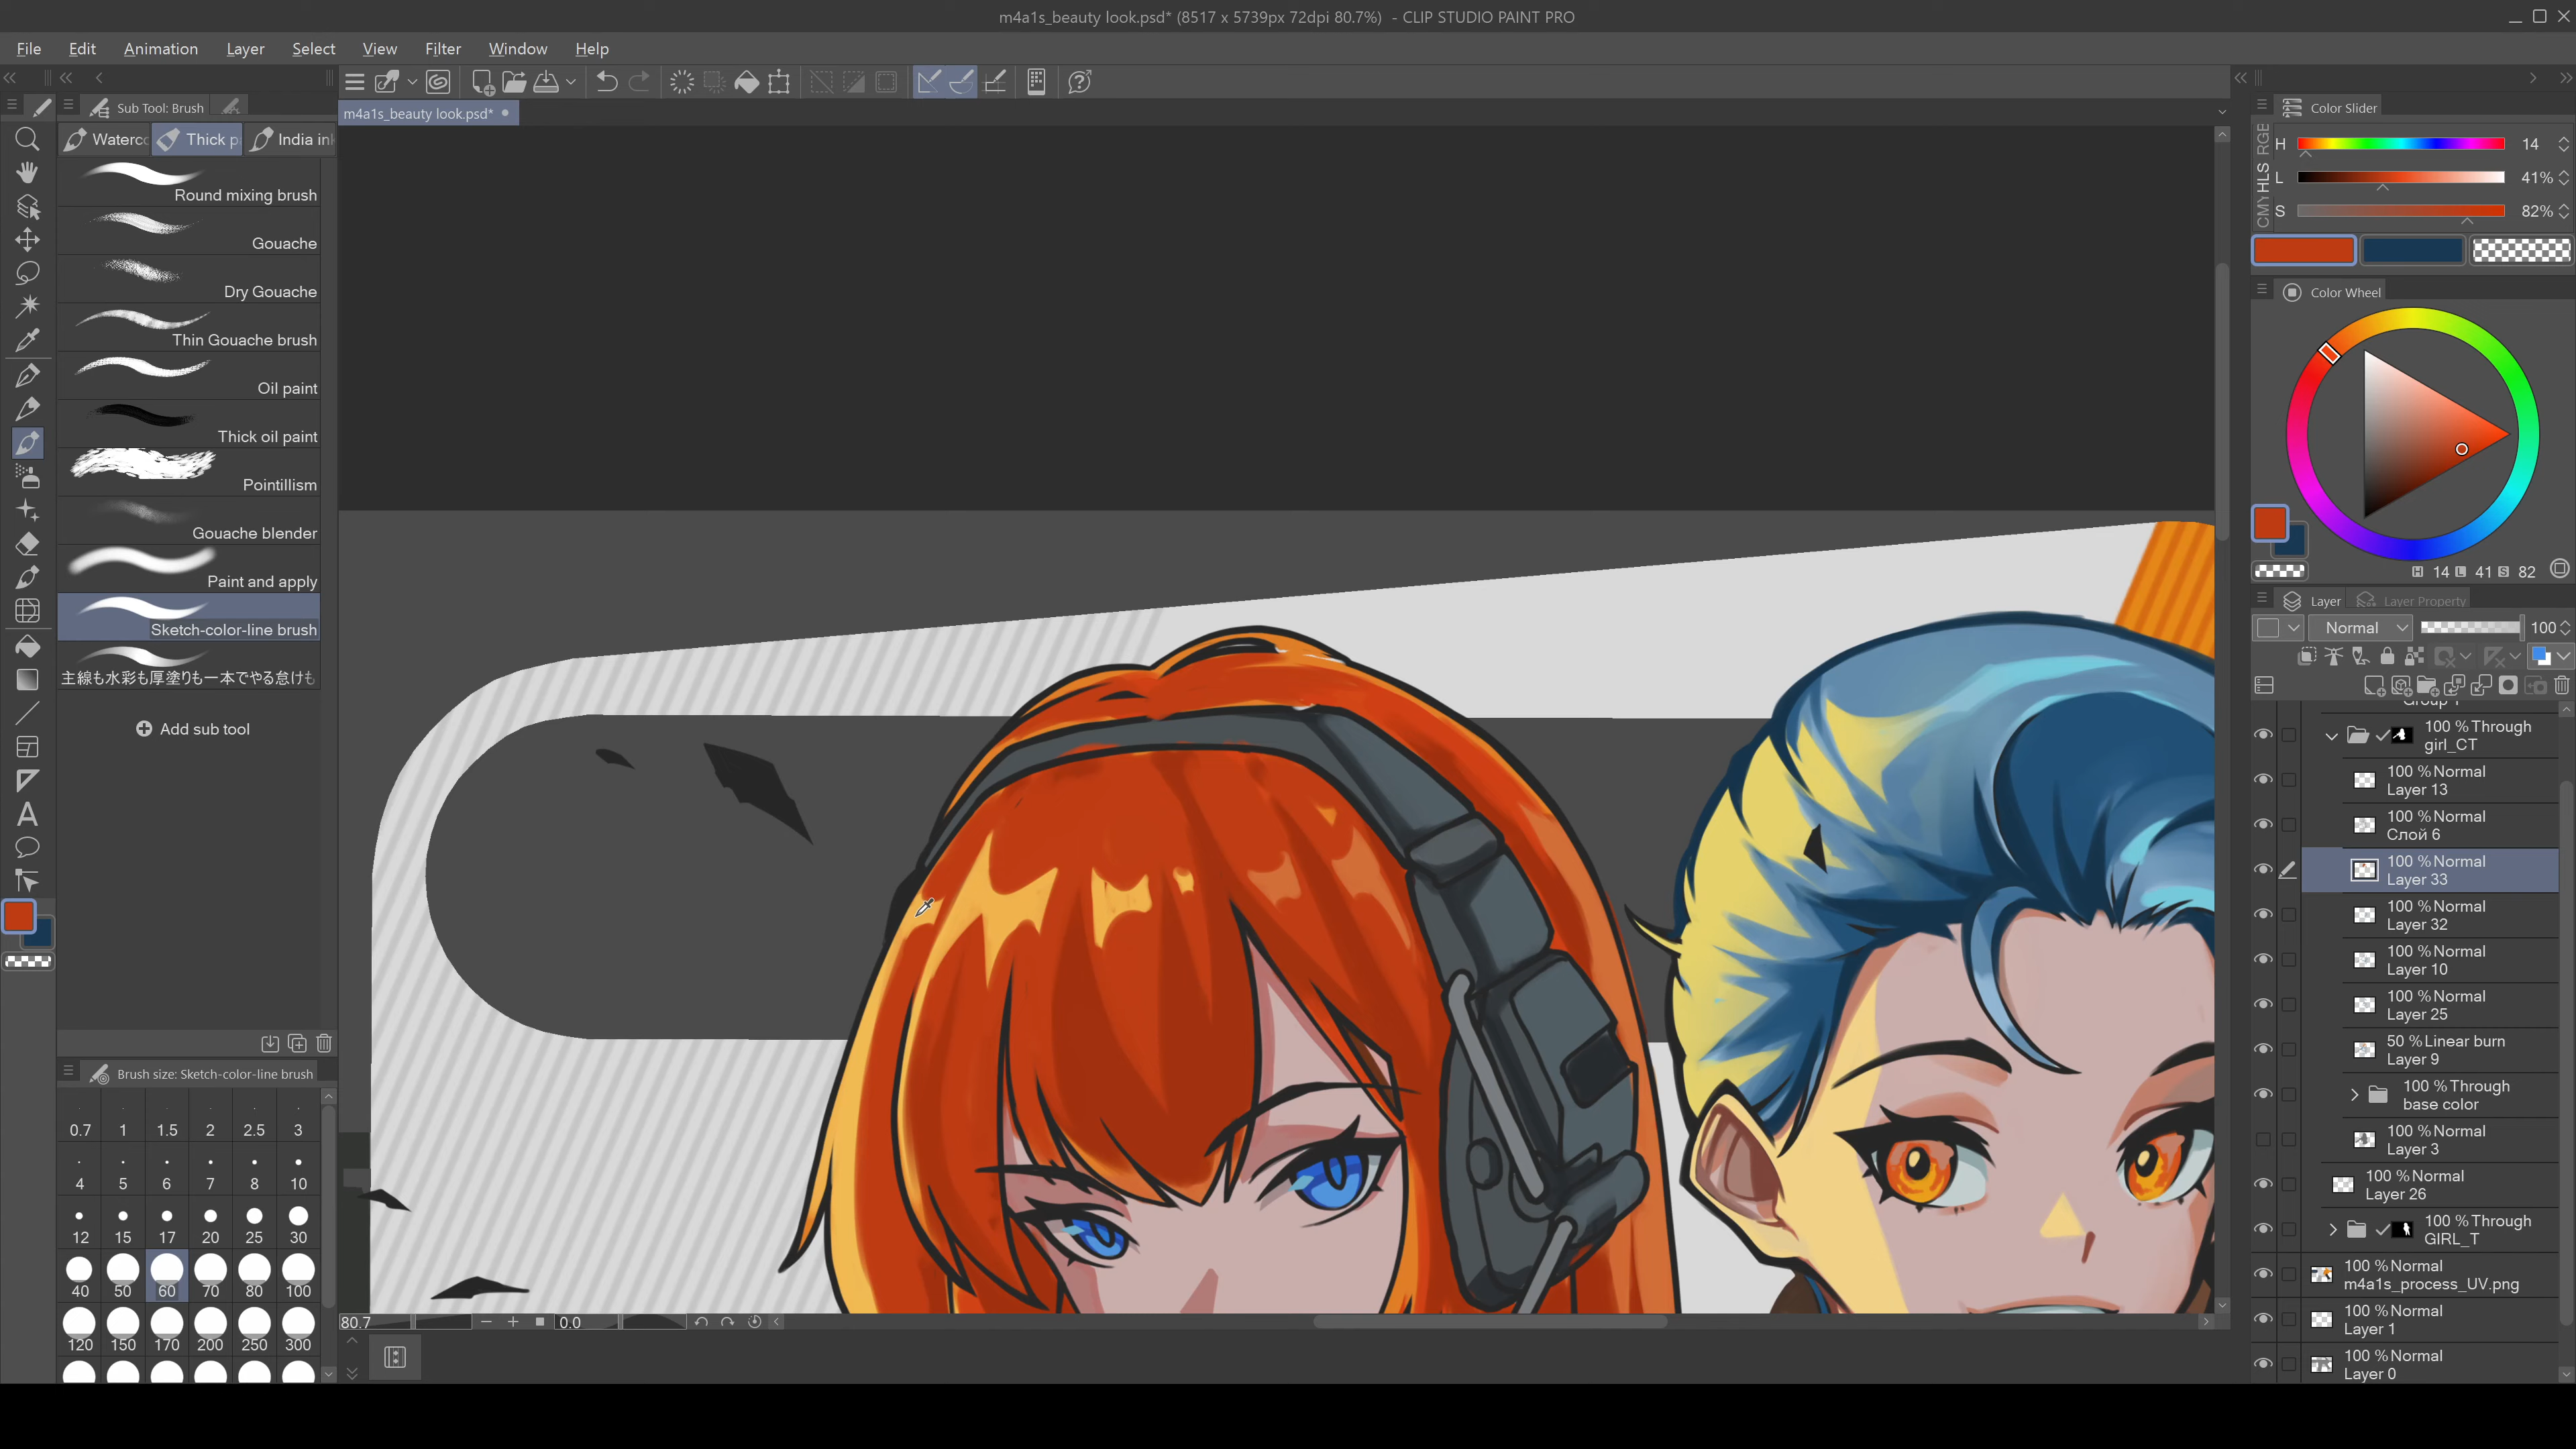 m4a1s_beauty look.psd* (8517 x 5739px 72dpi 80.7%) - CLIP STUDIO PAINT PRO
File Edit Animation Layer Select View Filter Window Help
Sub Tool: Brush
m4a1s_beauty look.psd*
Waterco Thick p India in
Round mixing brush
Gouache
Dry Gouache
Thin Gouache brush
Oil paint
Thick oil paint
Pointillism
Gouache blender
Paint and apply
Sketch-color-line brush
主線も水彩も厚塗りも一本でやる怠けも
Add sub tool
Brush size: Sketch-color-line brush
0.7 1 1.5 2 2.5 3
4 5 6 7 8 10
12 15 17 20 25 30
40 50 60 70 80 100
120 150 170 200 250 300
80.7 0.0
Color Slider
RGB
HLS
CMY
H 14
L 41%
S 82%
Color Wheel
H 14 L 41 S 82
Layer Layer Property
Normal 100
100 %Through
girl_CT
100 %Normal
Layer 13
100 %Normal
Слой 6
100 %Normal
Layer 33
100 %Normal
Layer 32
100 %Normal
Layer 10
100 %Normal
Layer 25
50 %Linear burn
Layer 9
100 %Through
base color
100 %Normal
Layer 3
100 %Normal
Layer 26
100 %Through
GIRL_T
100 %Normal
m4a1s_process_UV.png
100 %Normal
Layer 1
100 %Normal
Layer 0